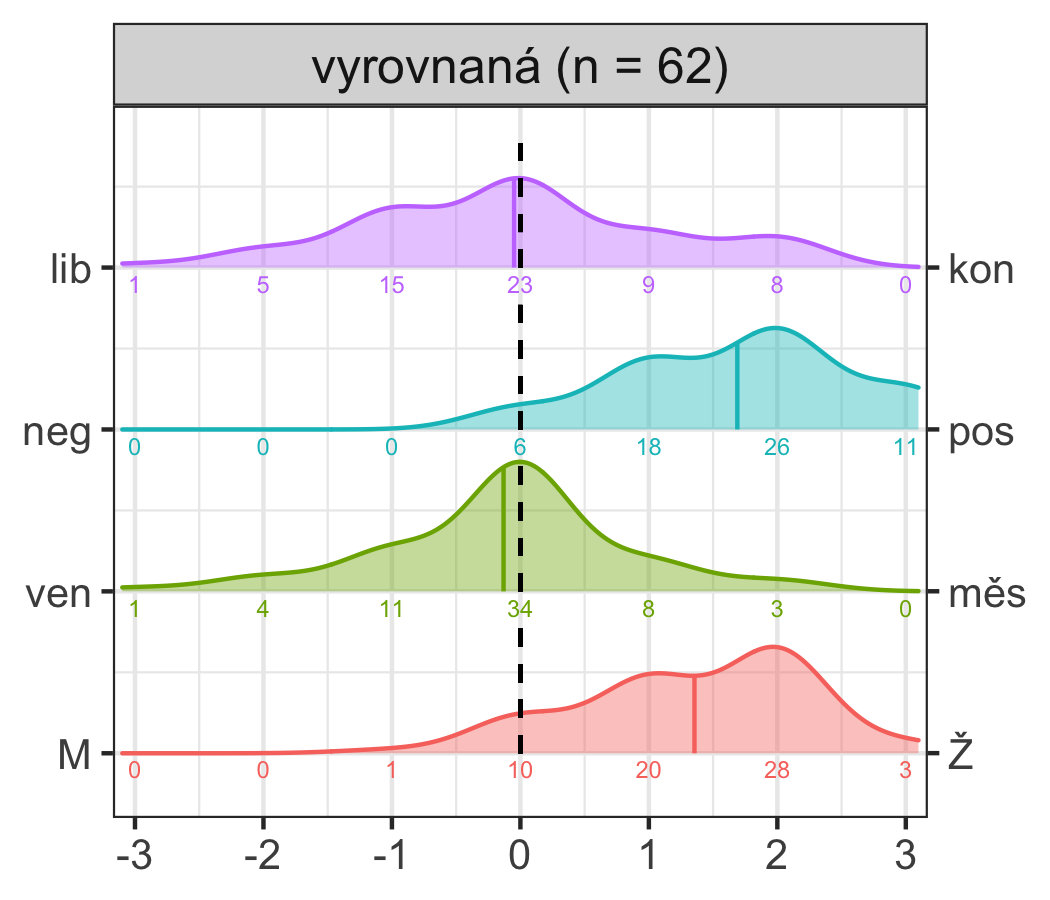 vyrovnaná (n = 62)
lib kon
1 5 15 23 9 8 0
neg pos
0 0 0 6 18 26 11
ven měs
1 4 11 34 8 3 0
M Ž
0 0 1 10 20 28 3
-3 -2 -1 0 1 2 3